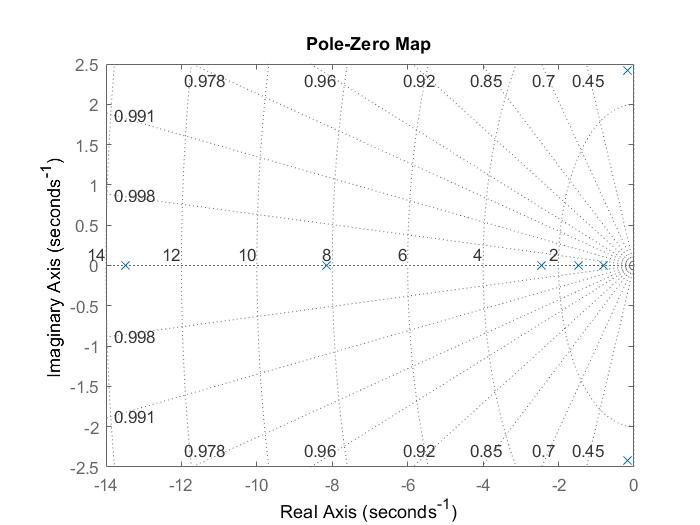 Pole-Zero Map
2.5
0.978 0.96 0.92 0.85 0.7 0.45
2
0.991
1.5
1
0.998
0.5
14 12 10 8 6 4 2
0
-0.5
0.998
-1
-1.5
0.991
-2
0.978 0.96 0.92 0.85 0.7 0.45
-2.5
-14 -12 -10 -8 -6 -4 -2 0
Real Axis (seconds⁻¹)
Imaginary Axis (seconds⁻¹)